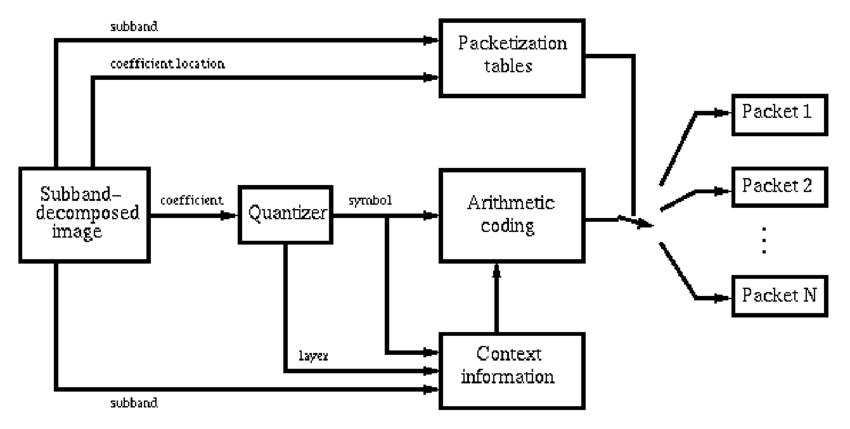 subband
Packetization
tables
coefficient location
Packet 1
Subband-
decomposed
image
coefficient
Quantizer
symbol
Arithmetic
coding
Packet 2
Packet N
layer
Context
information
subband